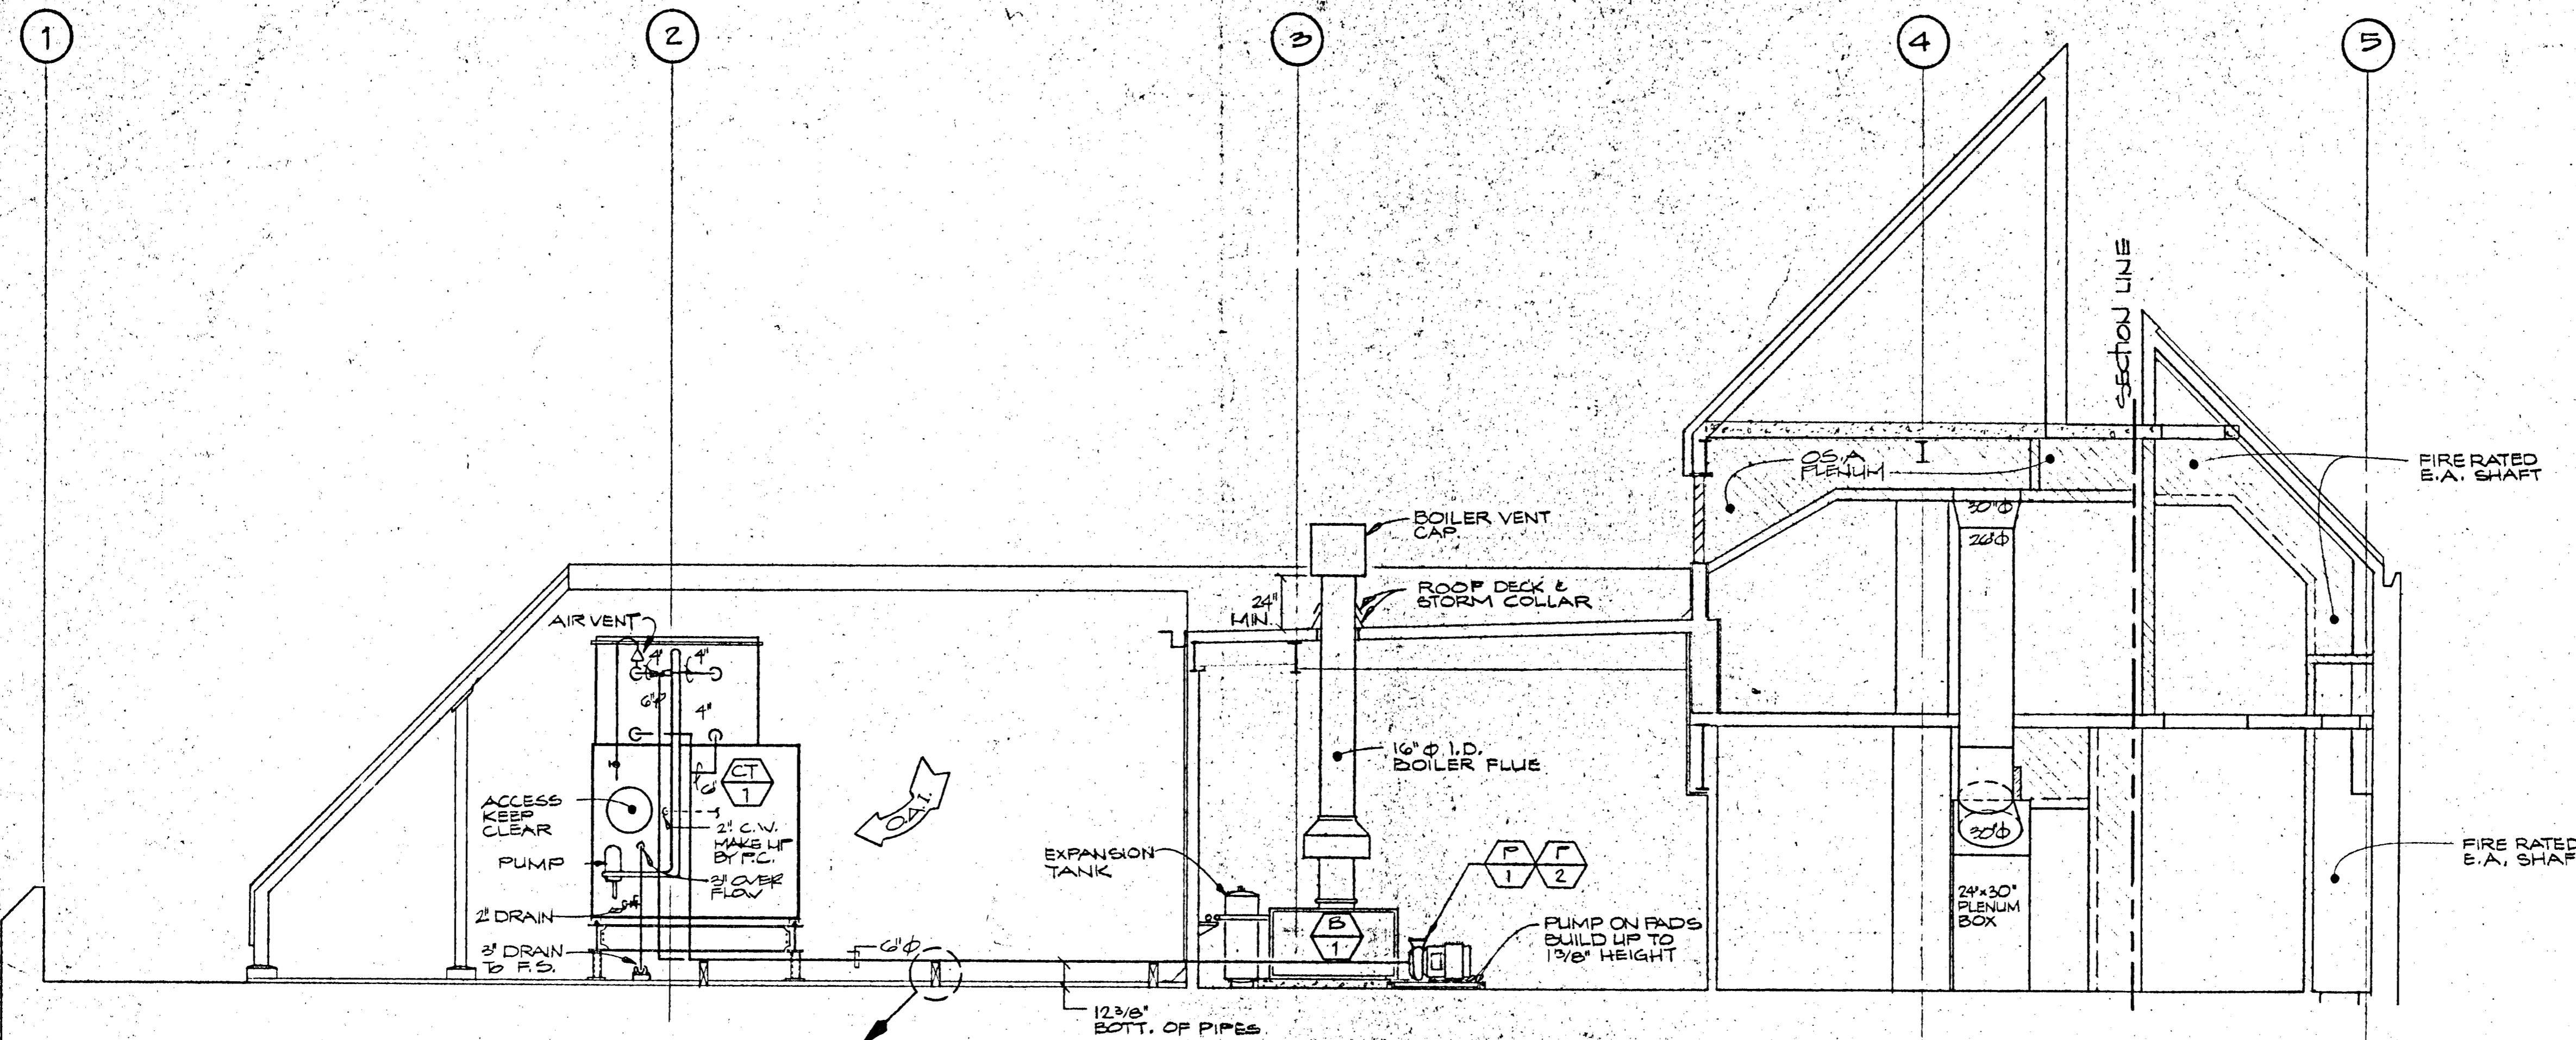 1
2
3
4
5
SECTION LINE
O.S.A
PLENUM
FIRE RATED
E.A. SHAFT
30"Φ
26"Φ
BOILER VENT
CAP.
24"
MIN.
ROOF DECK &
STORM COLLAR
AIR VENT
4"
4"
6"Φ
4"
16" Φ I.D.
BOILER FLUE
CT
1
6"
ACCESS
KEEP
CLEAR
O.A.I.
2" C.W.
MAKE UP
BY P.C.
PUMP
3" OVER
FLOW
EXPANSION
TANK
P
1
P
2
30"Φ
FIRE RATED
E.A. SHAF
2" DRAIN
24"x30"
PLENUM
BOX
B
1
PUMP ON PADS
BUILD UP TO
1 3/8" HEIGHT
3" DRAIN
TO F.S.
6"Φ
12 3/8"
BOTT. OF PIPES